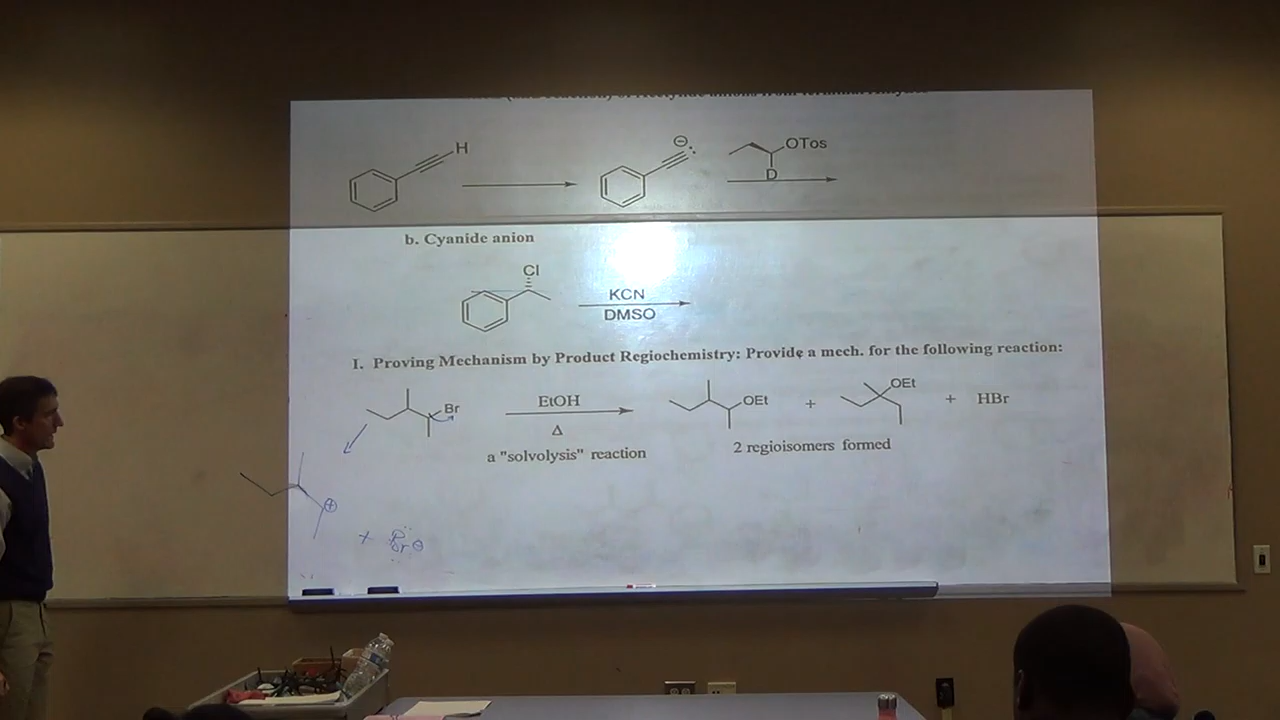 H
⊖
:
OTos
D
b. Cyanide anion
Cl
KCN
DMSO
I. Proving Mechanism by Product Regiochemistry: Provide a mech. for the following reaction:
Br
EtOH
Δ
a "solvolysis" reaction
OEt
+
OEt
+
HBr
2 regioisomers formed
⊕
+ Br ⊖